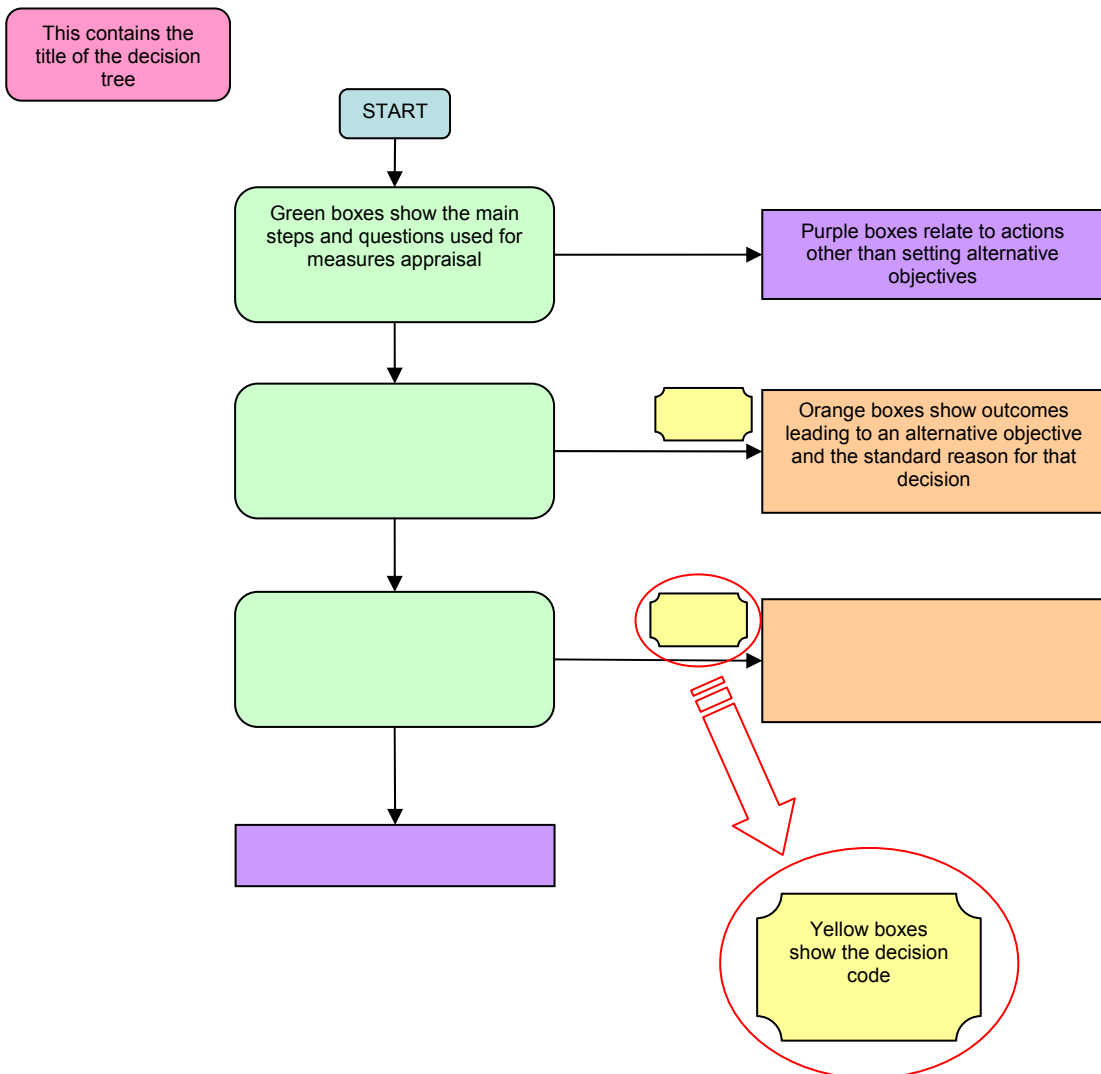 This contains the
title of the decision
tree
START
Green boxes show the main
steps and questions used for
measures appraisal
Purple boxes relate to actions
other than setting alternative
objectives
Orange boxes show outcomes
leading to an alternative objective
and the standard reason for that
decision
Yellow boxes
show the decision
code